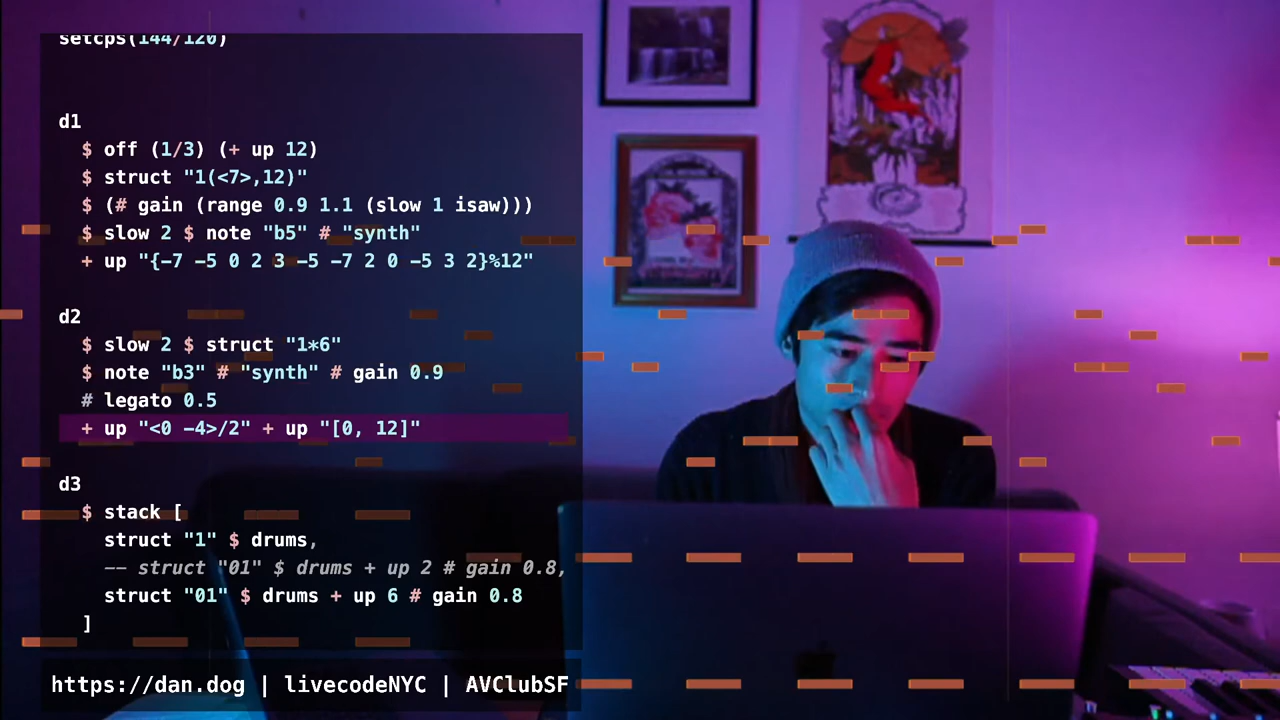 setcps(144/120)
d1
$ off (1/3) (+ up 12)
$ struct "1(<7>,12)"
$ (# gain (range 0.9 1.1 (slow 1 isaw)))
$ slow 2 $ note "b5" # "synth"
+ up "{-7 -5 0 2 3 -5 -7 2 0 -5 3 2}%12"
d2
$ slow 2 $ struct "1*6"
$ note "b3" # "synth" # gain 0.9
# legato 0.5
+ up "<0 -4>/2" + up "[0, 12]"
d3
$ stack [
struct "1" $ drums,
-- struct "01" $ drums + up 2 # gain 0.8,
struct "01" $ drums + up 6 # gain 0.8
]
https://dan.dog | livecodeNYC | AVClubSF